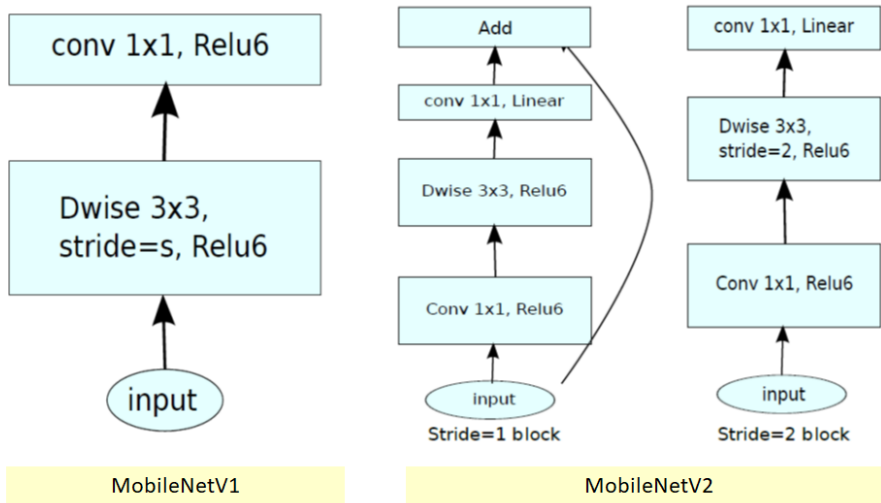 conv 1x1, Relu6
Dwise 3x3,
stride=s, Relu6
input
MobileNetV1
Add
conv 1x1, Linear
Dwise 3x3, Relu6
Conv 1x1, Relu6
input
Stride=1 block
conv 1x1, Linear
Dwise 3x3,
stride=2, Relu6
Conv 1x1, Relu6
input
Stride=2 block
MobileNetV2